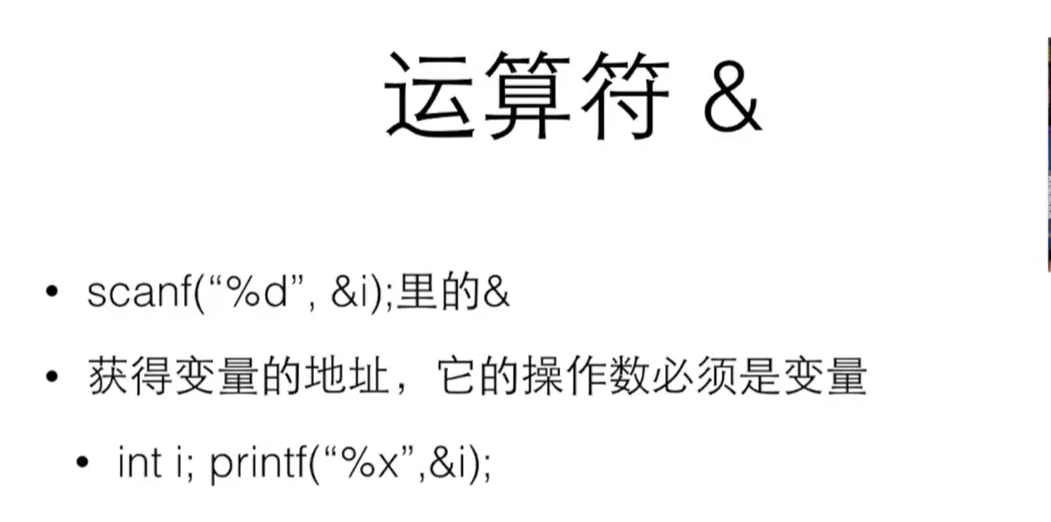 运算符 &
• scanf(“%d”, &i);里的&
• 获得变量的地址，它的操作数必须是变量
• int i; printf(“%x”,&i);